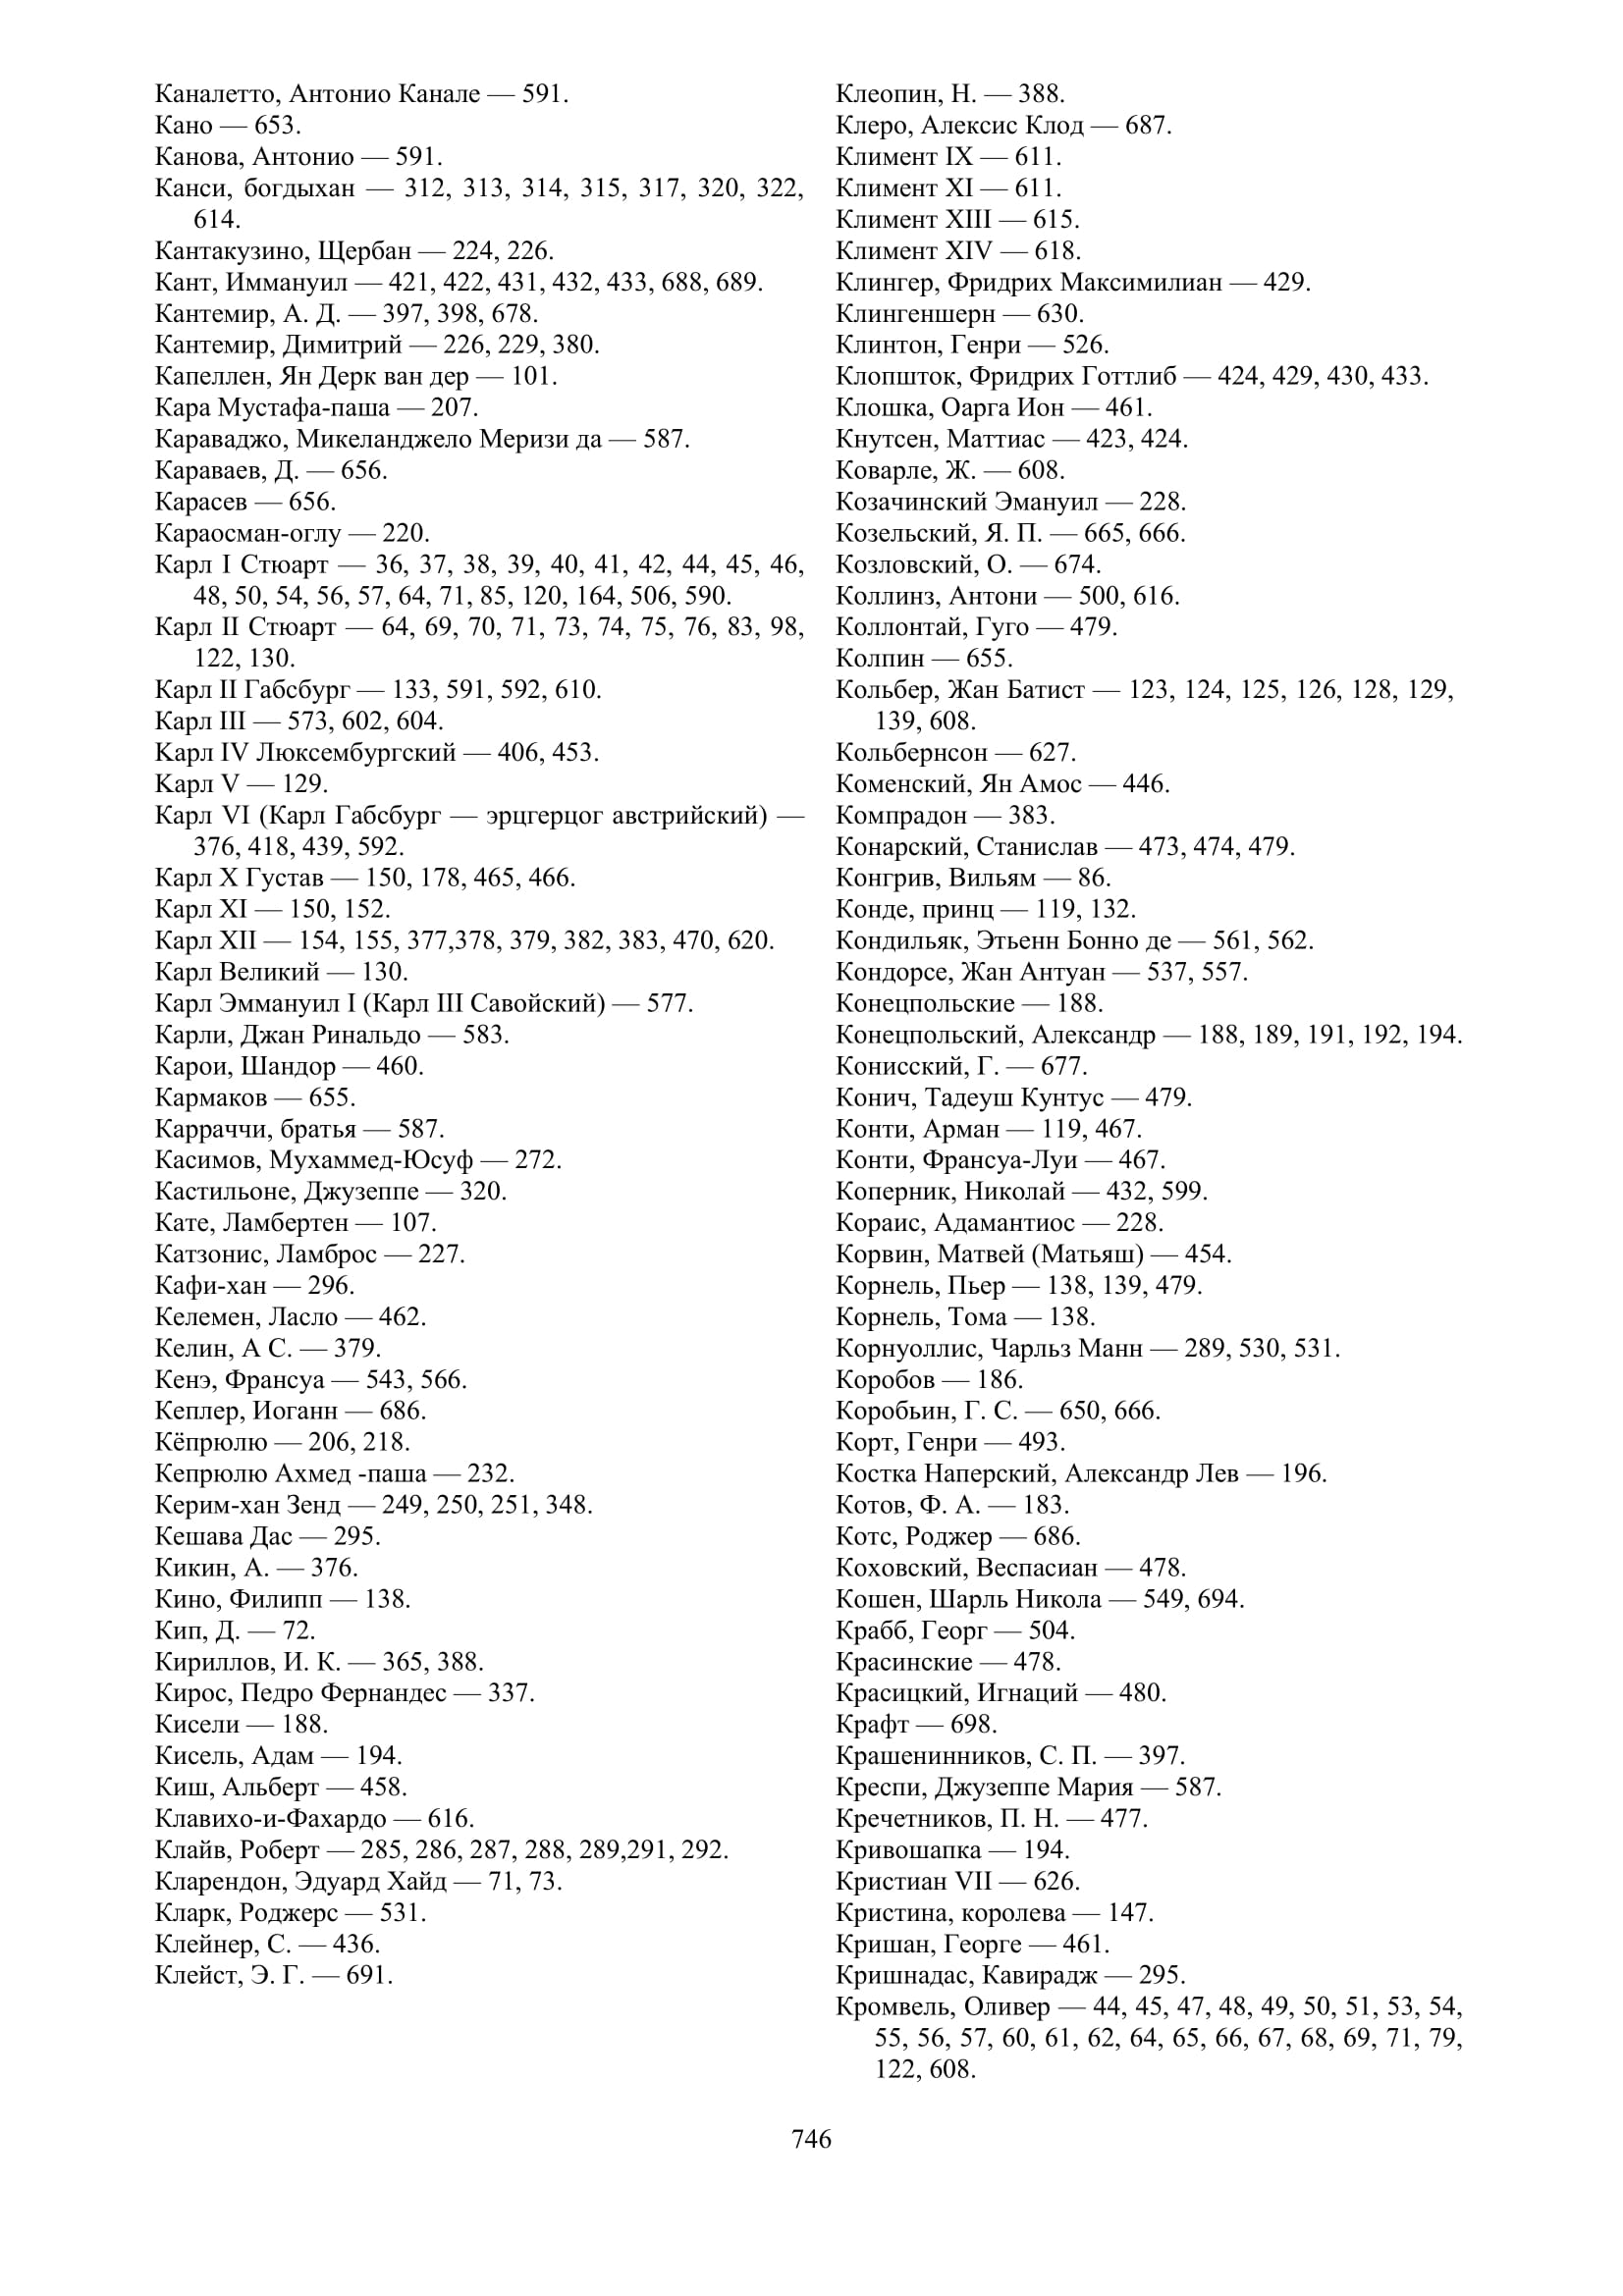 Каналетто, Антонио Канале — 591.
Кано — 653.
Канова, Антонио — 591.
Канси, богдыхан — 312, 313, 314, 315, 317, 320, 322,
614.
Кантакузино, Щербан — 224, 226.
Кант, Иммануил — 421, 422, 431, 432, 433, 688, 689.
Кантемир, А. Д. — 397, 398, 678.
Кантемир, Димитрий — 226, 229, 380.
Капеллен, Ян Дерк ван дер — 101.
Кара Мустафа-паша — 207.
Караваджо, Микеланджело Меризи да — 587.
Караваев, Д. — 656.
Карасев — 656.
Караосман-оглу — 220.
Карл I Стюарт — 36, 37, 38, 39, 40, 41, 42, 44, 45, 46,
48, 50, 54, 56, 57, 64, 71, 85, 120, 164, 506, 590.
Карл II Стюарт — 64, 69, 70, 71, 73, 74, 75, 76, 83, 98,
122, 130.
Карл II Габсбург — 133, 591, 592, 610.
Карл III — 573, 602, 604.
Карл IV Люксембургский — 406, 453.
Карл V — 129.
Карл VI (Карл Габсбург — эрцгерцог австрийский) —
376, 418, 439, 592.
Карл X Густав — 150, 178, 465, 466.
Карл XI — 150, 152.
Карл XII — 154, 155, 377,378, 379, 382, 383, 470, 620.
Карл Великий — 130.
Карл Эммануил I (Карл III Савойский) — 577.
Карли, Джан Ринальдо — 583.
Карои, Шандор — 460.
Кармаков — 655.
Карраччи, братья — 587.
Касимов, Мухаммед-Юсуф — 272.
Кастильоне, Джузеппе — 320.
Кате, Ламбертен — 107.
Катзонис, Ламброс — 227.
Кафи-хан — 296.
Келемен, Ласло — 462.
Келин, А С. — 379.
Кенэ, Франсуа — 543, 566.
Кеплер, Иоганн — 686.
Кёпрюлю — 206, 218.
Кепрюлю Ахмед -паша — 232.
Керим-хан Зенд — 249, 250, 251, 348.
Кешава Дас — 295.
Кикин, А. — 376.
Кино, Филипп — 138.
Кип, Д. — 72.
Кириллов, И. К. — 365, 388.
Кирос, Педро Фернандес — 337.
Кисели — 188.
Кисель, Адам — 194.
Киш, Альберт — 458.
Клавихо-и-Фахардо — 616.
Клайв, Роберт — 285, 286, 287, 288, 289,291, 292.
Кларендон, Эдуард Хайд — 71, 73.
Кларк, Роджерс — 531.
Клейнер, С. — 436.
Клейст, Э. Г. — 691.
Клеопин, Н. — 388.
Клеро, Алексис Клод — 687.
Климент IX — 611.
Климент XI — 611.
Климент XIII — 615.
Климент XIV — 618.
Клингер, Фридрих Максимилиан — 429.
Клингеншерн — 630.
Клинтон, Генри — 526.
Клопшток, Фридрих Готтлиб — 424, 429, 430, 433.
Клошка, Оарга Ион — 461.
Кнутсен, Маттиас — 423, 424.
Коварле, Ж. — 608.
Козачинский Эмануил — 228.
Козельский, Я. П. — 665, 666.
Козловский, О. — 674.
Коллинз, Антони — 500, 616.
Коллонтай, Гуго — 479.
Колпин — 655.
Кольбер, Жан Батист — 123, 124, 125, 126, 128, 129,
139, 608.
Кольбернсон — 627.
Коменский, Ян Амос — 446.
Компрадон — 383.
Конарский, Станислав — 473, 474, 479.
Конгрив, Вильям — 86.
Конде, принц — 119, 132.
Кондильяк, Этьенн Бонно де — 561, 562.
Кондорсе, Жан Антуан — 537, 557.
Конецпольские — 188.
Конецпольский, Александр — 188, 189, 191, 192, 194.
Конисский, Г. — 677.
Конич, Тадеуш Кунтус — 479.
Конти, Арман — 119, 467.
Конти, Франсуа-Луи — 467.
Коперник, Николай — 432, 599.
Кораис, Адамантиос — 228.
Корвин, Матвей (Матьяш) — 454.
Корнель, Пьер — 138, 139, 479.
Корнель, Тома — 138.
Корнуоллис, Чарльз Манн — 289, 530, 531.
Коробов — 186.
Коробьин, Г. С. — 650, 666.
Корт, Генри — 493.
Костка Наперский, Александр Лев — 196.
Котов, Ф. А. — 183.
Котс, Роджер — 686.
Коховский, Веспасиан — 478.
Кошен, Шарль Никола — 549, 694.
Крабб, Георг — 504.
Красинские — 478.
Красицкий, Игнаций — 480.
Крафт — 698.
Крашенинников, С. П. — 397.
Креспи, Джузеппе Мария — 587.
Кречетников, П. Н. — 477.
Кривошапка — 194.
Кристиан VII — 626.
Кристина, королева — 147.
Кришан, Георге — 461.
Кришнадас, Кавирадж — 295.
Кромвель, Оливер — 44, 45, 47, 48, 49, 50, 51, 53, 54,
55, 56, 57, 60, 61, 62, 64, 65, 66, 67, 68, 69, 71, 79,
122, 608.
746